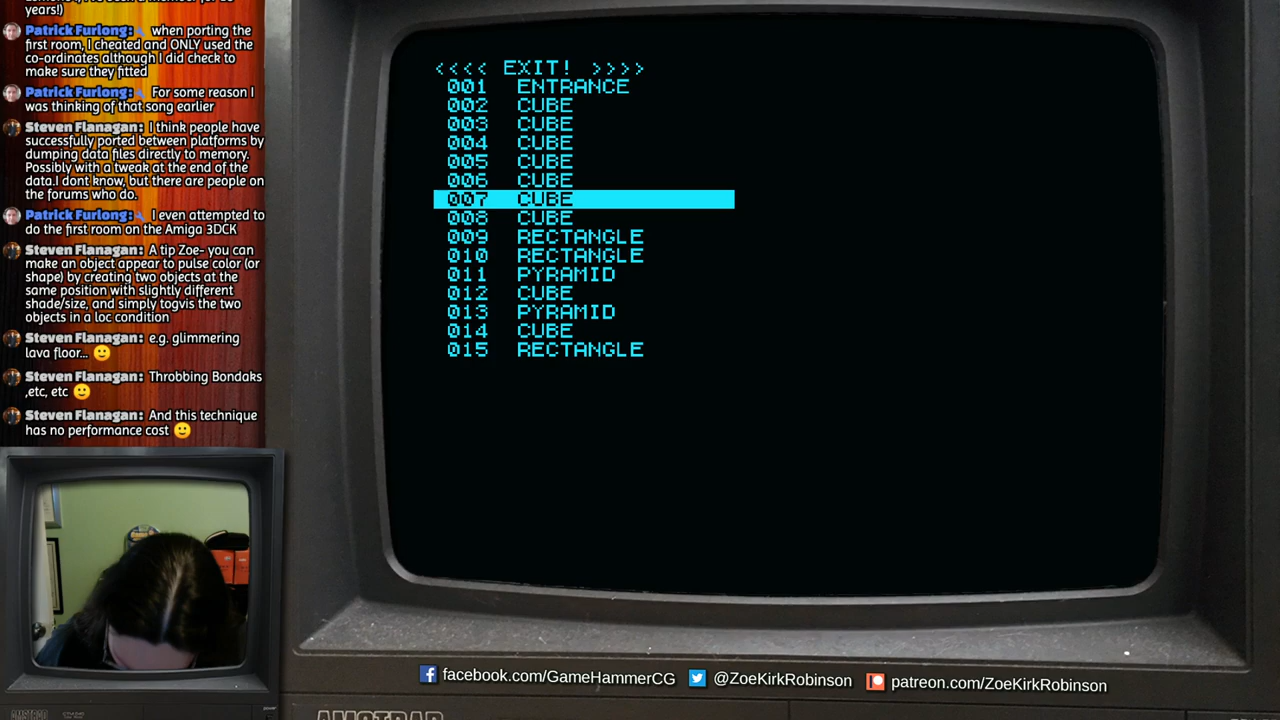 years!)
Patrick Furlong: when porting the
first room, I cheated and ONLY used the
co-ordinates although I did check to
make sure they fitted
Patrick Furlong: For some reason I
was thinking of that song earlier
Steven Flanagan: I think people have
successfully ported between platforms by
dumping data files directly to memory.
Possibly with a tweak at the end of the
data.I dont know, but there are people on
the forums who do.
Patrick Furlong: I even attempted to
do the first room on the Amiga 3DCK
Steven Flanagan: A tip Zoe- you can
make an object appear to pulse color (or
shape) by creating two objects at the
same position with slightly different
shade/size, and simply togvis the two
objects in a loc condition
Steven Flanagan: e.g. glimmering
lava floor... 🙂
Steven Flanagan: Throbbing Bondaks
,etc, etc 🙂
Steven Flanagan: And this technique
has no performance cost 🙂
<<<< EXIT! >>>>
001 ENTRANCE
002 CUBE
003 CUBE
004 CUBE
005 CUBE
006 CUBE
007 CUBE
008 CUBE
009 RECTANGLE
010 RECTANGLE
011 PYRAMID
012 CUBE
013 PYRAMID
014 CUBE
015 RECTANGLE
facebook.com/GameHammerCG @ZoeKirkRobinson patreon.com/ZoeKirkRobinson
AMSTRAD